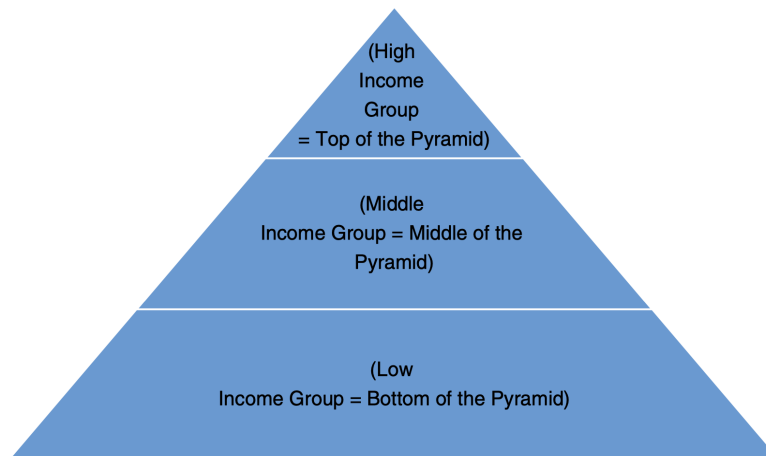 (High
Income
Group
= Top of the Pyramid)
(Middle
Income Group = Middle of the
Pyramid)
(Low
Income Group = Bottom of the Pyramid)